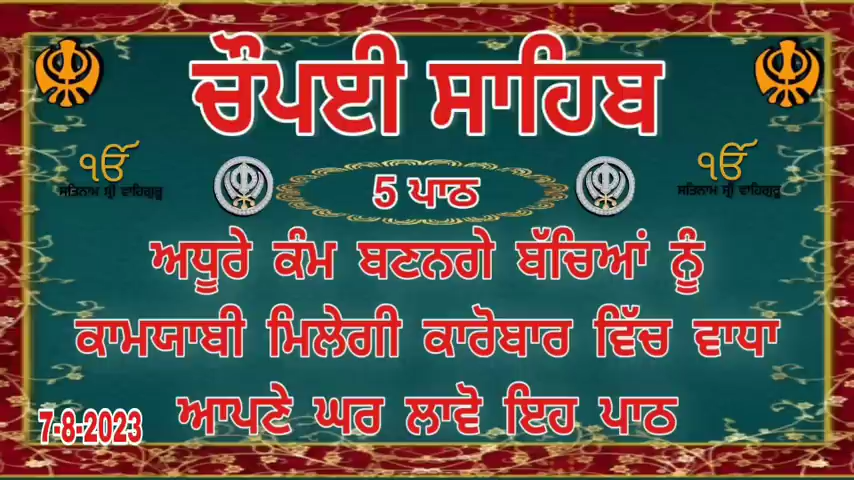 ਚੌਪਈ ਸਾਹਿਬ
ੴ
ਸਤਿਨਾਮ ਸ੍ਰੀ ਵਾਹਿਗੁਰੂ
ੴ
ਸਤਿਨਾਮ ਸ੍ਰੀ ਵਾਹਿਗੁਰੂ
5 ਪਾਠ
ਅਧੂਰੇ ਕੰਮ ਬਣਨਗੇ ਬੱਚਿਆਂ ਨੂੰ
ਕਾਮਯਾਬੀ ਮਿਲੇਗੀ ਕਾਰੋਬਾਰ ਵਿੱਚ ਵਾਧਾ
ਆਪਣੇ ਘਰ ਲਾਵੋ ਇਹ ਪਾਠ
7-8-2023